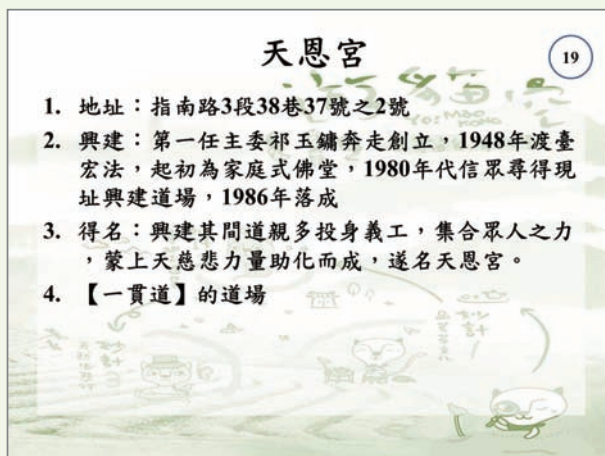 天恩宮
19
1. 地址：指南路3段38巷37號之2號
2. 興建：第一任主委祁玉鏞奔走創立，1948年渡臺
宏法，起初為家庭式佛堂，1980年代信眾尋得現
址興建道場，1986年落成
3. 得名：興建其間道親多投身義工，集合眾人之力
，蒙上天慈悲力量助化而成，遂名天恩宮。
4. 【一貫道】的道場